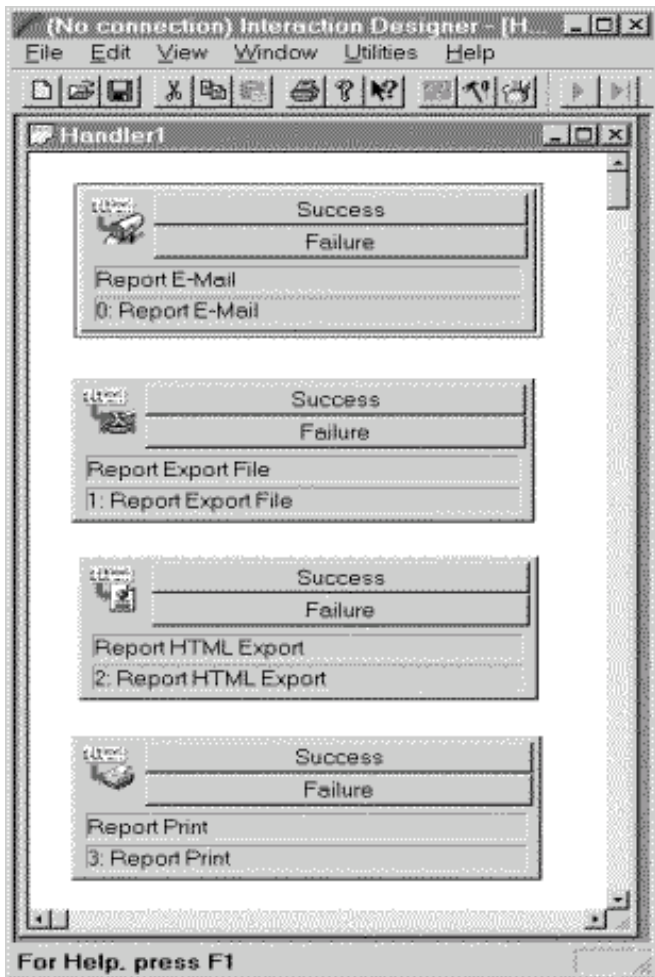 (No connection) Interaction Designer - [H...
File Edit View Window Utilities Help
Handler1
Success
Failure
Report E-Mail
0: Report E-Mail
Success
Failure
Report Export File
1: Report Export File
Success
Failure
Report HTML Export
2: Report HTML Export
Success
Failure
Report Print
3: Report Print
For Help, press F1